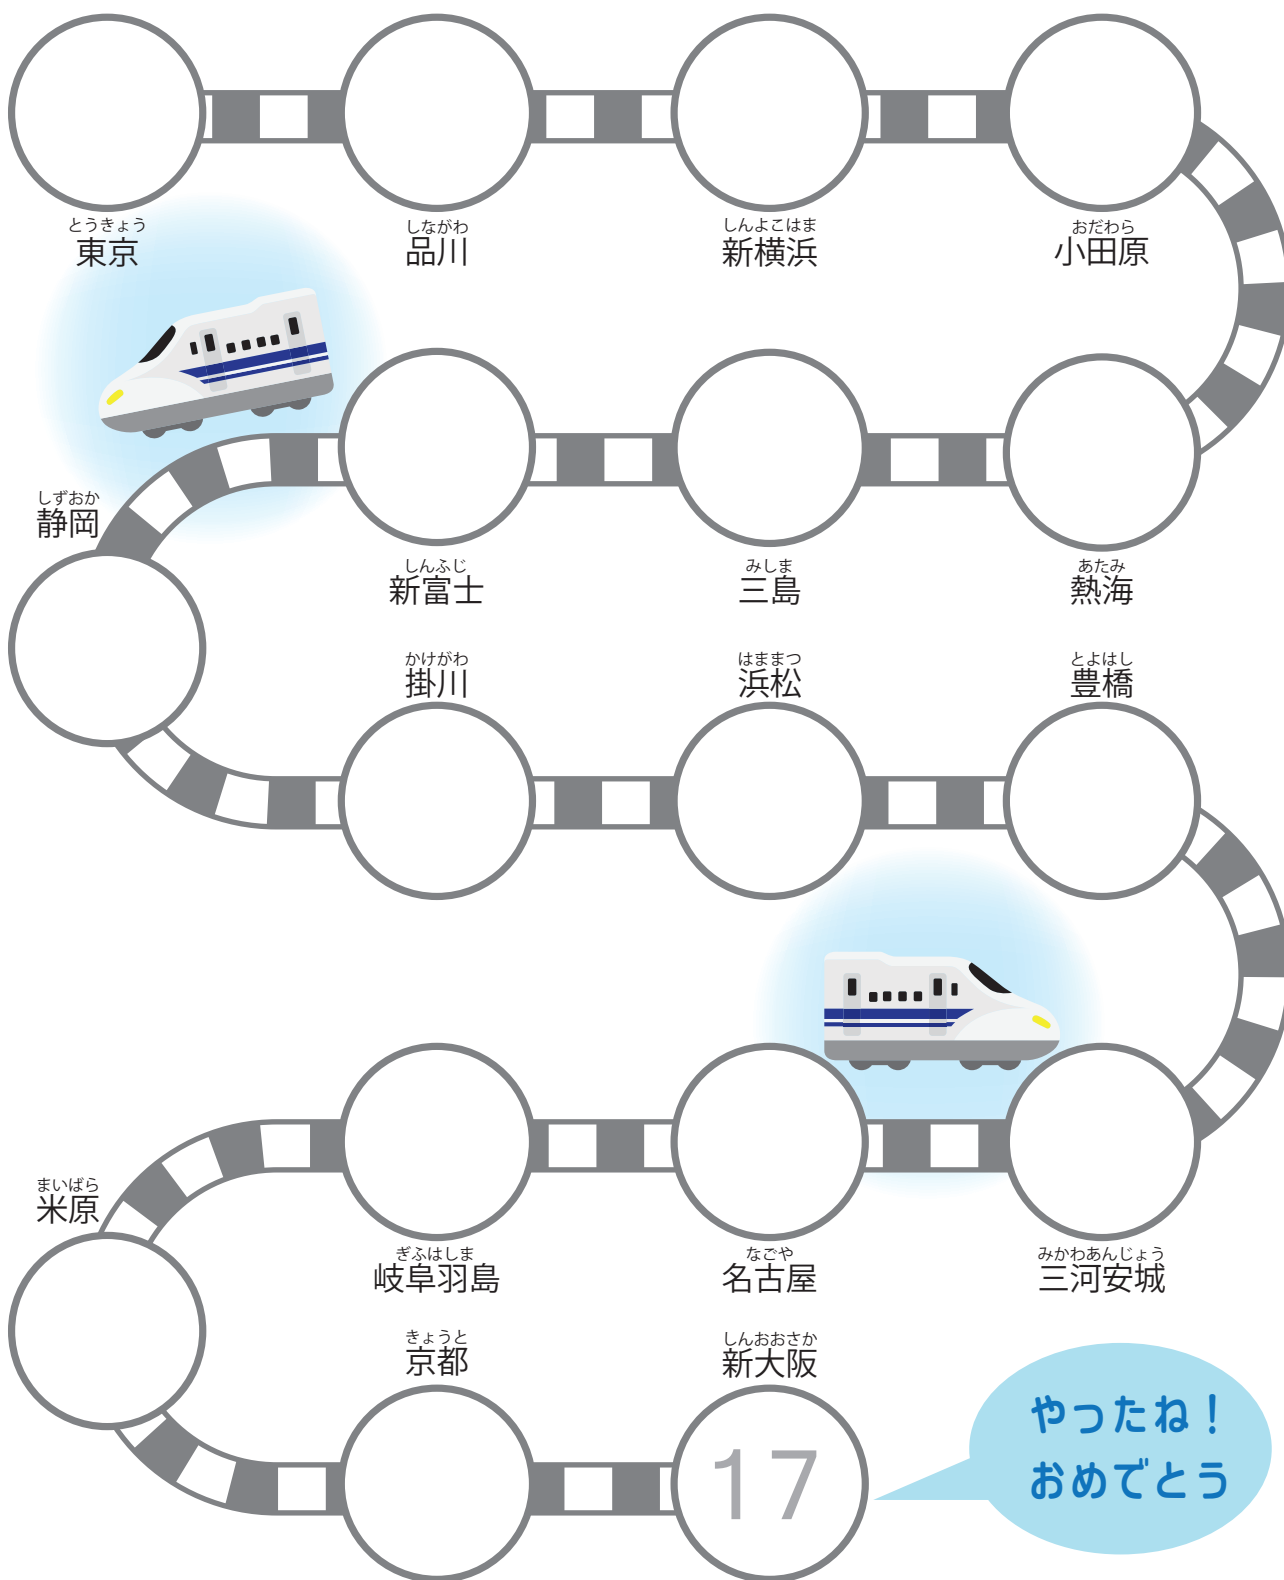 とうきょう
東京
しながわ
品川
しんよこはま
新横浜
おだわら
小田原
あたみ
熱海
みしま
三島
しんふじ
新富士
しずおか
静岡
かけがわ
掛川
はままつ
浜松
とよはし
豊橋
みかわあんじょう
三河安城
なごや
名古屋
ぎふはしま
岐阜羽島
まいばら
米原
きょうと
京都
しんおおさか
新大阪
17
やったね！
おめでとう